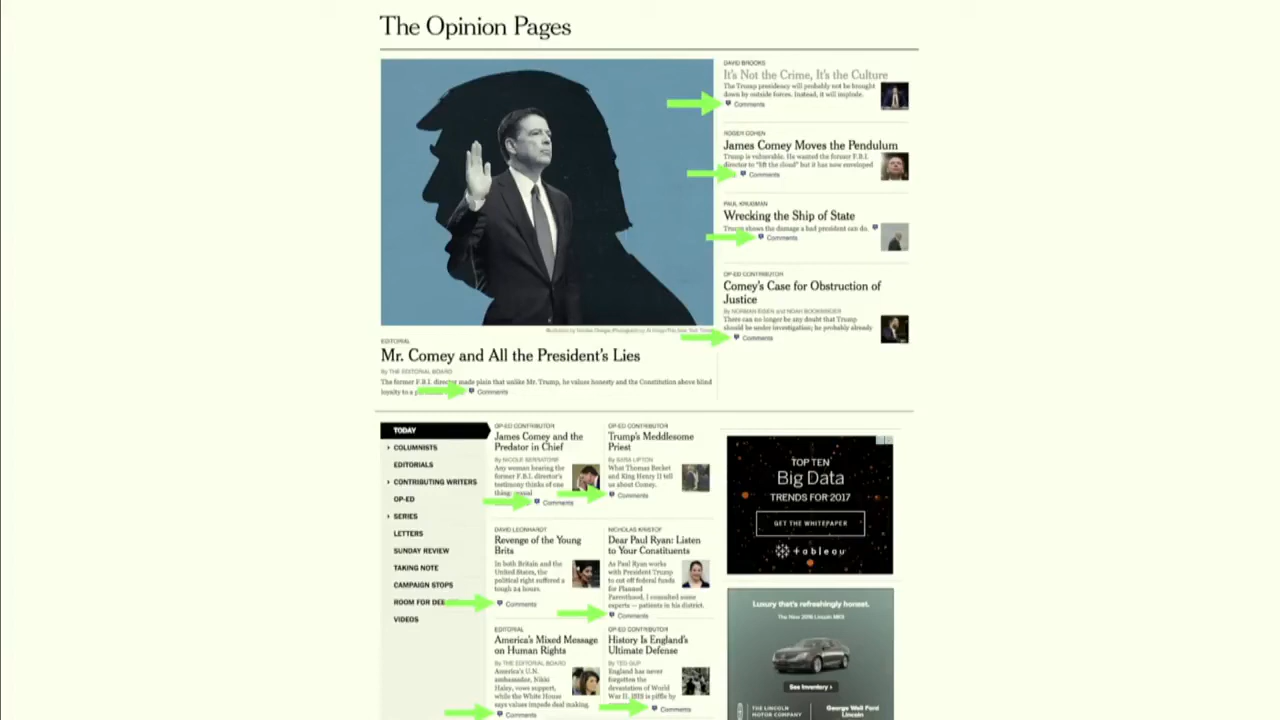 The Opinion Pages
DAVID BROOKS
It's Not the Crime, It's the Culture
The Trump presidency will probably not be brought
down by outside forces. Instead, it will implode.
Comments
ROGER COHEN
James Comey Moves the Pendulum
Trump is vulnerable. He wanted the former F.B.I.
director to "lift the cloud" but it has now enveloped
Comments
PAUL KRUGMAN
Wrecking the Ship of State
Trump shows the damage a bad president can do.
Comments
OP-ED CONTRIBUTOR
Comey's Case for Obstruction of
Justice
By NORMAN EISEN and NOAH BOOKBINDER
There can no longer be any doubt that Trump
should be under investigation; he probably already
Comments
EDITORIAL
Mr. Comey and All the President's Lies
By THE EDITORIAL BOARD
The former F.B.I. director made plain that unlike Mr. Trump, he values honesty and the Constitution above blind
loyalty to a
Comments
TODAY
COLUMNISTS
EDITORIALS
CONTRIBUTING WRITERS
OP-ED
SERIES
LETTERS
SUNDAY REVIEW
TAKING NOTE
CAMPAIGN STOPS
ROOM FOR DEB
VIDEOS
OP-ED CONTRIBUTOR
James Comey and the
Predator in Chief
By NICOLE SERRATORE
Any woman hearing the
former F.B.I. director's
testimony thinks of one
thing: sexual
Comments
OP-ED CONTRIBUTOR
Trump's Meddlesome
Priest
By SARA LIPTON
What Thomas Becket
and King Henry II tell
us about Comey.
Comments
DAVID LEONHARDT
Revenge of the Young
Brits
In both Britain and the
United States, the
political right suffered a
tough 24 hours.
Comments
NICHOLAS KRISTOF
Dear Paul Ryan: Listen
to Your Constituents
As Paul Ryan works
with President Trump
to cut off federal funds
for Planned
Parenthood, I consulted some
experts — patients in his district.
Comments
EDITORIAL
America's Mixed Message
on Human Rights
By THE EDITORIAL BOARD
America's U.N.
ambassador, Nikki
Haley, vows support,
while the White House
says values impede deal making.
Comments
OP-ED CONTRIBUTOR
History Is England's
Ultimate Defense
By TED GUP
England has never
forgotten the
devastation of World
War II. ISIS is piffle by
Comments
TOP TEN
Big Data
TRENDS FOR 2017
GET THE WHITEPAPER
+ableau
Luxury that's refreshingly honest.
The New 2016 Lincoln MKS
See Inventory ›
THE LINCOLN
MOTOR COMPANY
George Wall Ford
Lincoln